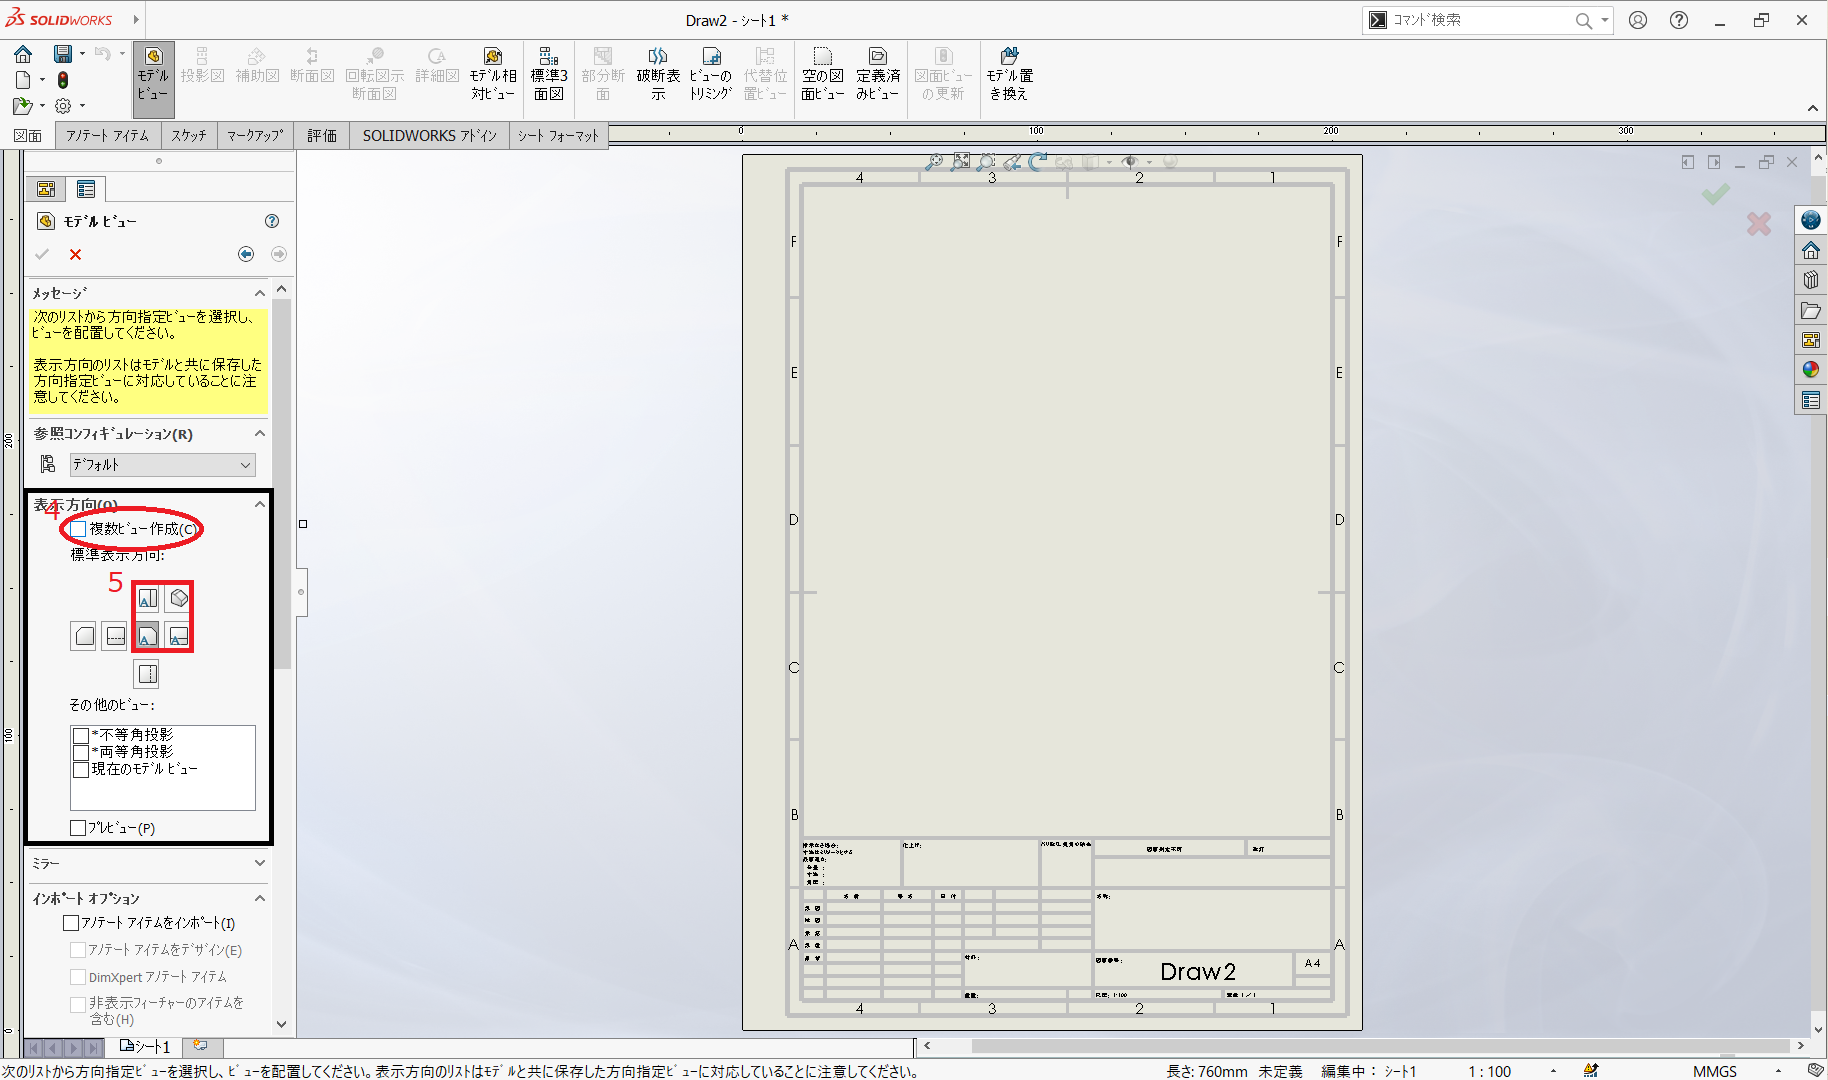 SOLIDWORKS
Draw2 - シート1 *
コマンド検索
モデル ビュー
投影図
補助図
断面図
回転図示断面図
詳細図
モデル相対ビュー
標準3面図
部分断面
破断表示
ビューのトリミング
代替位置ビュー
空の図面ビュー
定義済みビュー
図面ビューの更新
モデル置き換え
図面
アノテート アイテム
スケッチ
マークアップ
評価
SOLIDWORKS アドイン
シート フォーマット
0 100 200 300
モデル ビュー
メッセージ
次のリストから方向指定ビューを選択し、
ビューを配置してください。
表示方向のリストはモデルと共に保存した
方向指定ビューに対応していることに注
意してください。
参照コンフィギュレーション(R)
デフォルト
表示方向(O)
4
複数ビュー作成(C)
標準表示方向:
5
その他のビュー:
*不等角投影
*両等角投影
現在のモデル ビュー
プレビュー(P)
ミラー
インポート オプション
アノテート アイテムをインポート(I)
アノテート アイテムをデザイン(E)
DimXpert アノテート アイテム
非表示フィーチャーのアイテムを
含む(H)
200
100
0
4 3 2 1
F F
E E
D D
C C
B B
A A
Draw2
A4
4 3 2 1
シート1
次のリストから方向指定ビューを選択し、ビューを配置してください。表示方向のリストはモデルと共に保存した方向指定ビューに対応していることに注意してください。
長さ: 760mm 未定義 編集中： シート1 1 : 100 MMGS